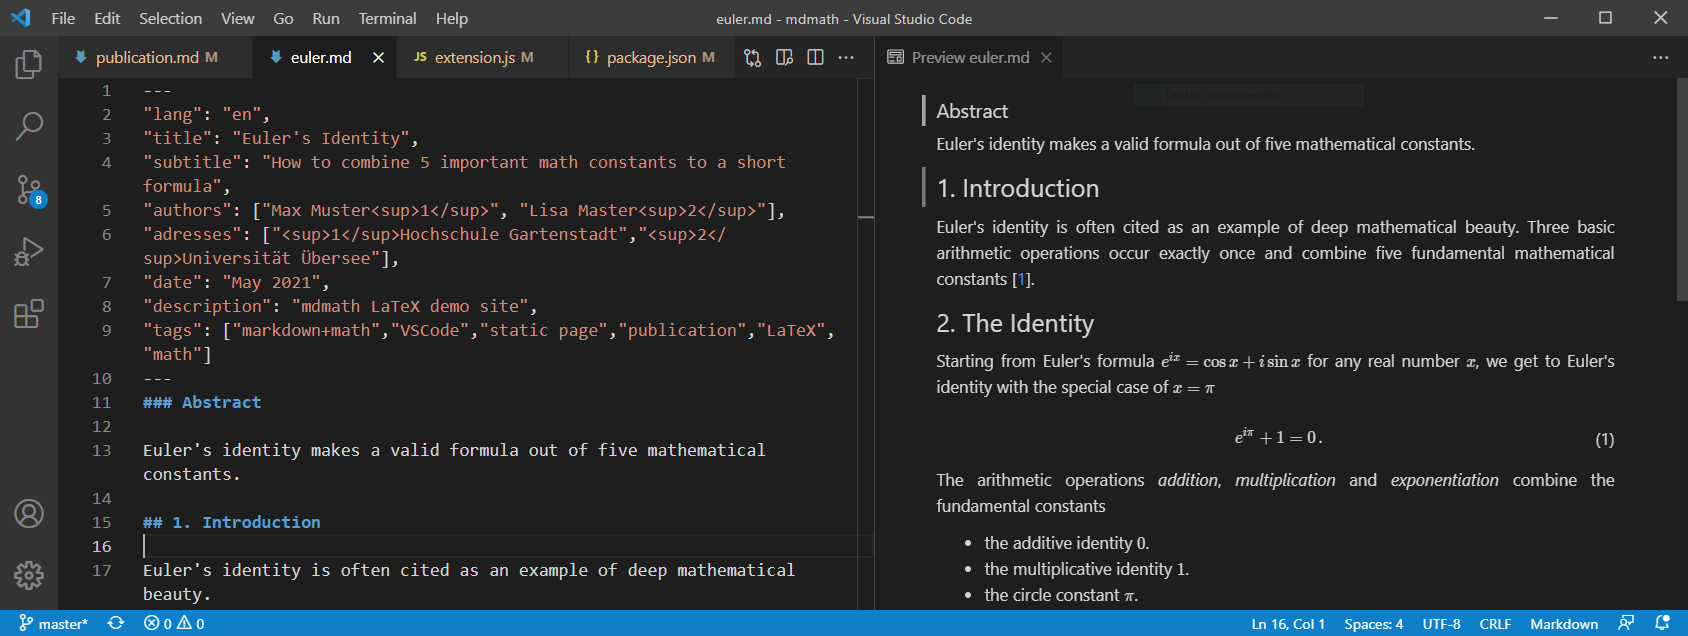 File Edit Selection View Go Run Terminal Help
euler.md - mdmath - Visual Studio Code
publication.md M
euler.md
JS extension.js M
{} package.json M
Preview euler.md
1 ---
2 "lang": "en",
3 "title": "Euler's Identity",
4 "subtitle": "How to combine 5 important math constants to a short
formula",
5 "authors": ["Max Muster<sup>1</sup>", "Lisa Master<sup>2</sup>"],
6 "adresses": ["<sup>1</sup>Hochschule Gartenstadt","<sup>2</
sup>Universität Übersee"],
7 "date": "May 2021",
8 "description": "mdmath LaTeX demo site",
9 "tags": ["markdown+math","VSCode","static page","publication","LaTeX",
"math"]
10 ---
11 ### Abstract
12
13 Euler's identity makes a valid formula out of five mathematical
constants.
14
15 ## 1. Introduction
16
17 Euler's identity is often cited as an example of deep mathematical
beauty.
Fenster ausschneiden
Abstract
Euler's identity makes a valid formula out of five mathematical constants.
1. Introduction
Euler's identity is often cited as an example of deep mathematical beauty. Three basic
arithmetic operations occur exactly once and combine five fundamental mathematical
constants [1].
2. The Identity
Starting from Euler's formula e^{ix} = cos x + i sin x for any real number x, we get to Euler's
identity with the special case of x = π
e^{iπ} + 1 = 0 . (1)
The arithmetic operations addition, multiplication and exponentiation combine the
fundamental constants
• the additive identity 0.
• the multiplicative identity 1.
• the circle constant π.
8
master* 0 0 Ln 16, Col 1 Spaces: 4 UTF-8 CRLF Markdown